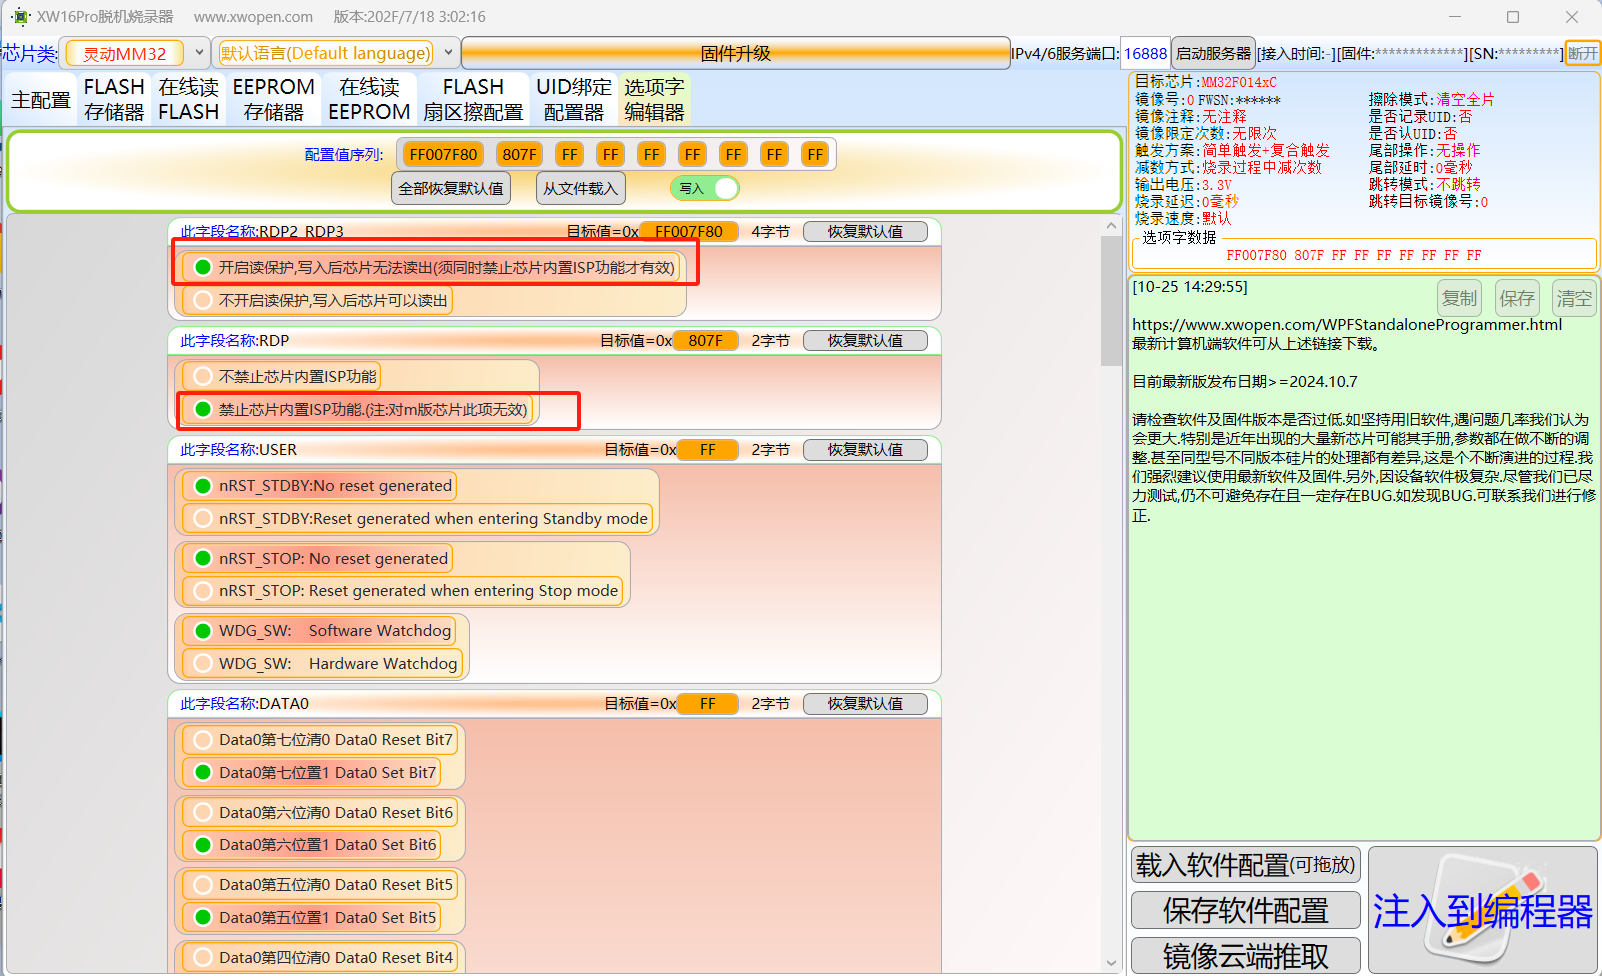 XW16Pro脱机烧录器 www.xwopen.com 版本:202F/7/18 3:02:16
芯片类: 灵动MM32 默认语言(Default language) 固件升级 IPv4/6服务端口: 16888 启动服务器 [接入时间:-][固件:*************][SN:*********] 断开
主配置 FLASH存储器 在线读FLASH EEPROM存储器 在线读EEPROM FLASH扇区擦配置 UID绑定配置器 选项字编辑器
配置值序列: FF007F80 807F FF FF FF FF FF FF FF
全部恢复默认值 从文件载入 写入
此字段名称:RDP2_RDP3 目标值=0x FF007F80 4字节 恢复默认值
开启读保护,写入后芯片无法读出(须同时禁止芯片内置ISP功能才有效)
不开启读保护,写入后芯片可以读出
此字段名称:RDP 目标值=0x 807F 2字节 恢复默认值
不禁止芯片内置ISP功能
禁止芯片内置ISP功能.(注:对m版芯片此项无效)
此字段名称:USER 目标值=0x FF 2字节 恢复默认值
nRST_STDBY:No reset generated
nRST_STDBY:Reset generated when entering Standby mode
nRST_STOP: No reset generated
nRST_STOP: Reset generated when entering Stop mode
WDG_SW: Software Watchdog
WDG_SW: Hardware Watchdog
此字段名称:DATA0 目标值=0x FF 2字节 恢复默认值
Data0第七位清0 Data0 Reset Bit7
Data0第七位置1 Data0 Set Bit7
Data0第六位清0 Data0 Reset Bit6
Data0第六位置1 Data0 Set Bit6
Data0第五位清0 Data0 Reset Bit5
Data0第五位置1 Data0 Set Bit5
Data0第四位清0 Data0 Reset Bit4
目标芯片:MM32F014xC
镜像号:0 FWSN:****** 擦除模式:清空全片
镜像注释:无注释 是否记录UID:否
镜像限定次数:无限次 是否认UID:否
触发方案:简单触发+复合触发 尾部操作:无操作
减数方式:烧录过程中减次数 尾部延时:0毫秒
输出电压:3.3V 跳转模式:不跳转
烧录延迟:0毫秒 跳转目标镜像号:0
烧录速度:默认
选项字数据
FF007F80 807F FF FF FF FF FF FF FF
[10-25 14:29:55] 复制 保存 清空
https://www.xwopen.com/WPFStandaloneProgrammer.html
最新计算机端软件可从上述链接下载。
目前最新版发布日期>=2024.10.7
请检查软件及固件版本是否过低.如坚持用旧软件,遇问题几率我们认为
会更大.特别是近年出现的大量新芯片可能其手册,参数都在做不断的调
整.甚至同型号不同版本硅片的处理都有差异,这是个不断演进的过程.我
们强烈建议使用最新软件及固件.另外,因设备软件极复杂.尽管我们已尽
力测试,仍不可避免存在且一定存在BUG.如发现BUG.可联系我们进行修
正.
载入软件配置(可拖放)
保存软件配置
镜像云端推取
注入到编程器